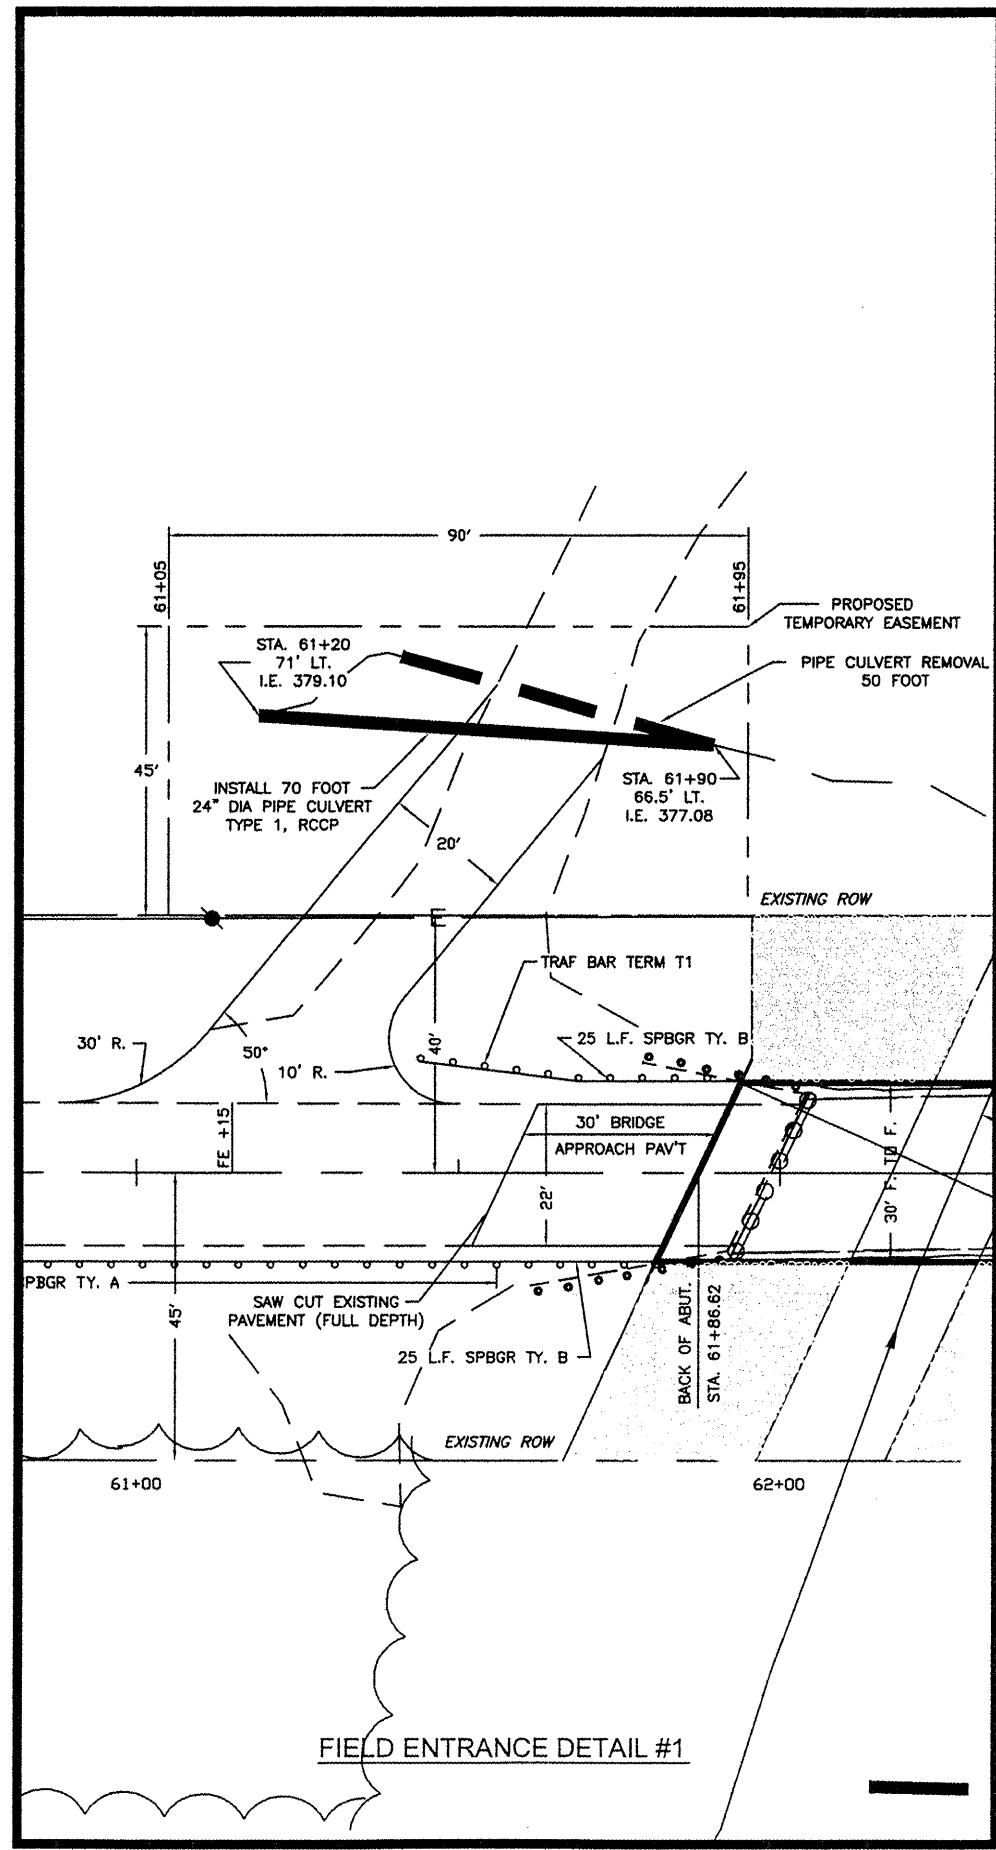 90'
61+05
61+95
PROPOSED
TEMPORARY EASEMENT
STA. 61+20
71' LT.
I.E. 379.10
PIPE CULVERT REMOVAL
50 FOOT
45'
INSTALL 70 FOOT
24" DIA PIPE CULVERT
TYPE 1, RCCP
STA. 61+90
66.5' LT.
I.E. 377.08
20'
EXISTING ROW
TRAF BAR TERM T1
30' R.
50°
10' R.
40'
25 L.F. SPBGR TY. B
FE +15
30' BRIDGE
APPROACH PAV'T
22'
30' F. TO F.
PBGR TY. A
45'
SAW CUT EXISTING
PAVEMENT (FULL DEPTH)
25 L.F. SPBGR TY. B
BACK OF ABUT.
STA. 61+86.62
EXISTING ROW
61+00
62+00
FIELD ENTRANCE DETAIL #1